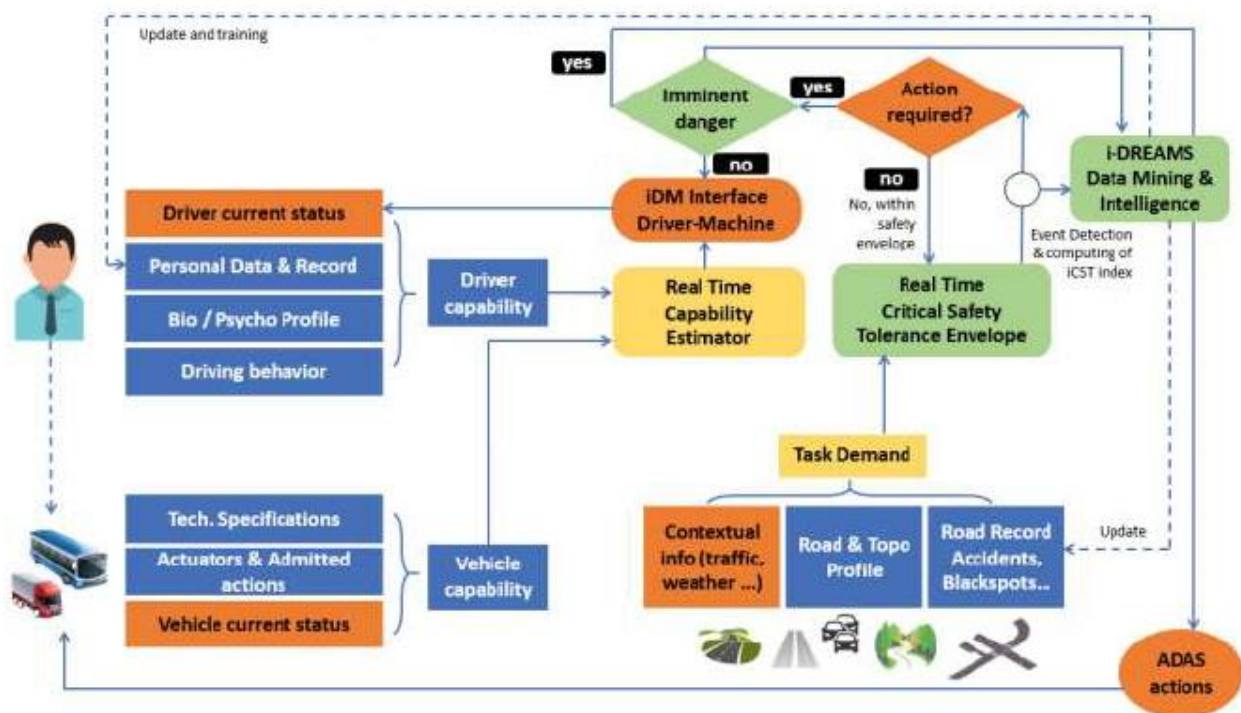 Update and training
yes
Imminent
danger
yes
Action
required?
i-DREAMS
Data Mining &
Intelligence
no
no
No, within
safety
envelope
Event Detection
& computing of
iCST index
iDM Interface
Driver-Machine
Driver current status
Personal Data & Record
Bio / Psycho Profile
Driving behavior
Driver
capability
Real Time
Capability
Estimator
Real Time
Critical Safety
Tolerance Envelope
Task Demand
Tech. Specifications
Actuators & Admitted
actions
Vehicle current status
Vehicle
capability
Contextual
info (traffic,
weather ...)
Road & Topo
Profile
Road Record
Accidents,
Blackspots...
Update
ADAS
actions